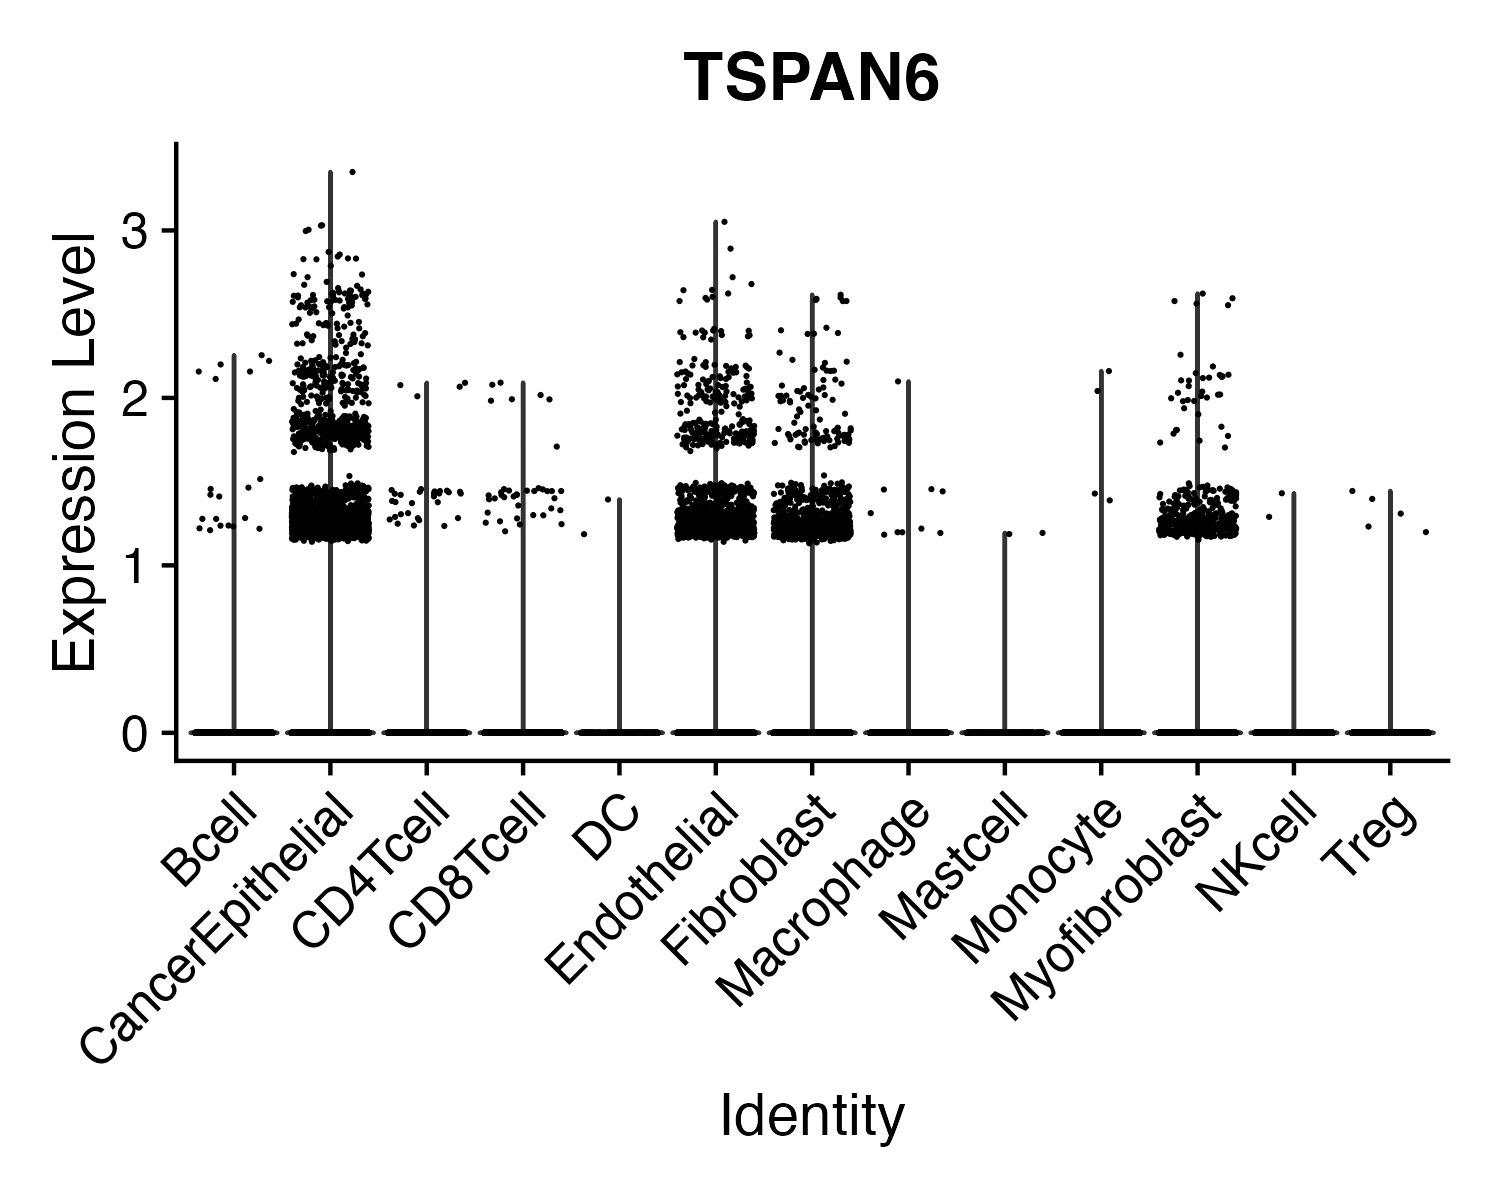 TSPAN6
Expression Level
3
2
1
0
Bcell
CancerEpithelial
CD4Tcell
CD8Tcell
DC
Endothelial
Fibroblast
Macrophage
Mastcell
Monocyte
Myofibroblast
NKcell
Treg
Identity